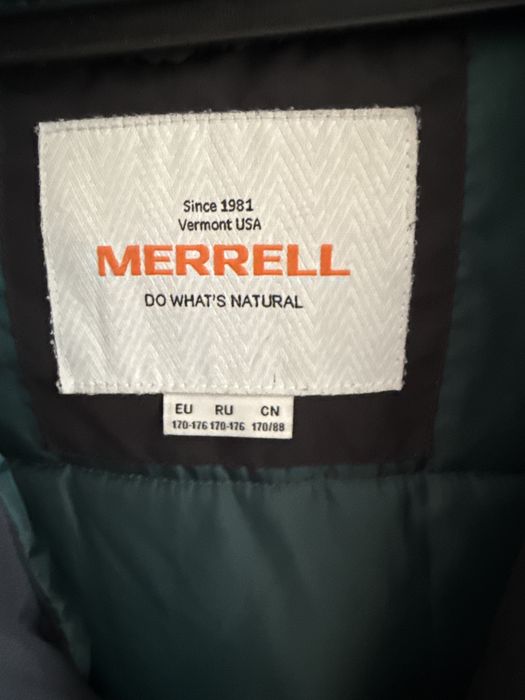 Since 1981
Vermont USA
MERRELL
DO WHAT'S NATURAL
EU RU CN
170-176 170-176 170/88